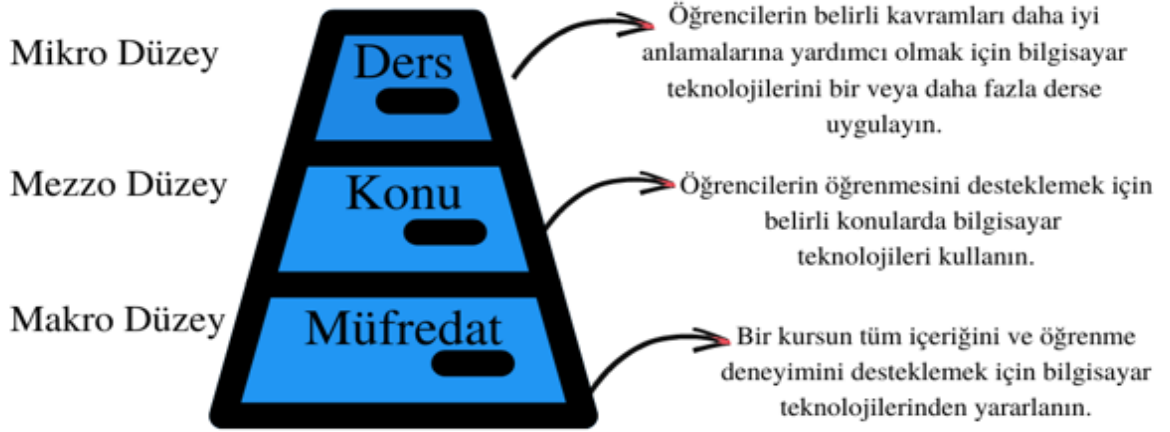 Mikro Düzey
Ders
Öğrencilerin belirli kavramları daha iyi
anlamalarına yardımcı olmak için bilgisayar
teknolojilerini bir veya daha fazla derse
uygulayın.
Mezzo Düzey
Konu
Öğrencilerin öğrenmesini desteklemek için
belirli konularda bilgisayar
teknolojileri kullanın.
Makro Düzey
Müfredat
Bir kursun tüm içeriğini ve öğrenme
deneyimini desteklemek için bilgisayar
teknolojilerinden yararlanın.